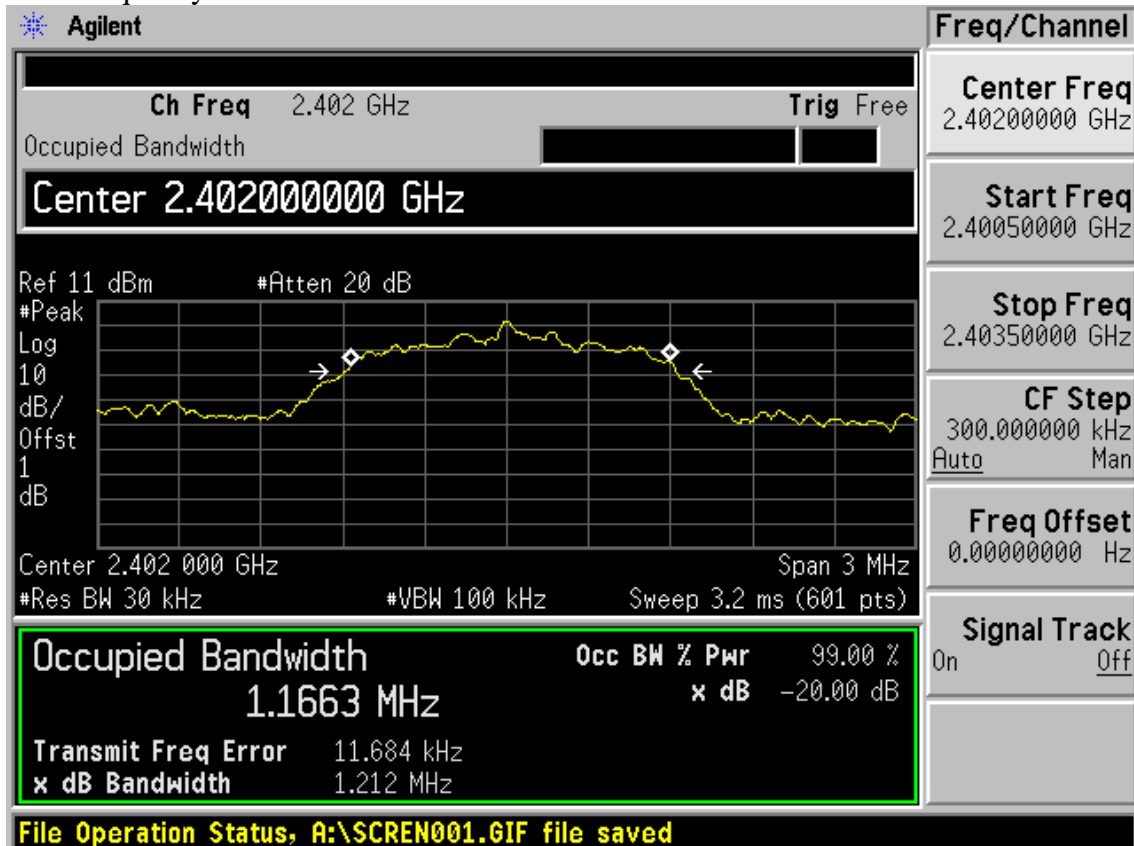 Agilent
Freq/Channel
Ch Freq 2.402 GHz Trig Free
Occupied Bandwidth
Center 2.402000000 GHz
Ref 11 dBm #Atten 20 dB
#Peak
Log
10
dB/
Offst
1
dB
Center 2.402 000 GHz Span 3 MHz
#Res BW 30 kHz #VBW 100 kHz Sweep 3.2 ms (601 pts)
Occupied Bandwidth Occ BW % Pwr 99.00 %
1.1663 MHz x dB -20.00 dB
Transmit Freq Error 11.684 kHz
x dB Bandwidth 1.212 MHz
Center Freq
2.40200000 GHz
Start Freq
2.40050000 GHz
Stop Freq
2.40350000 GHz
CF Step
300.000000 kHz
Auto Man
Freq Offset
0.00000000 Hz
Signal Track
On Off
File Operation Status, A:\SCREN001.GIF file saved